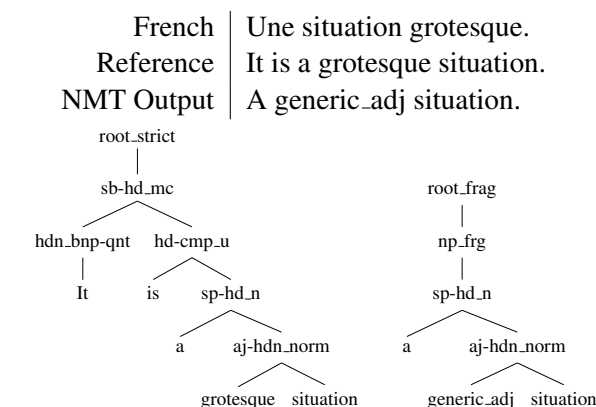 French Une situation grotesque.
Reference It is a grotesque situation.
NMT Output A generic_adj situation.
root_strict
sb-hd_mc root_frag
hdn_bnp-qnt hd-cmp_u np_frg
It is sp-hd_n sp-hd_n
a aj-hdn_norm a aj-hdn_norm
grotesque situation generic_adj situation